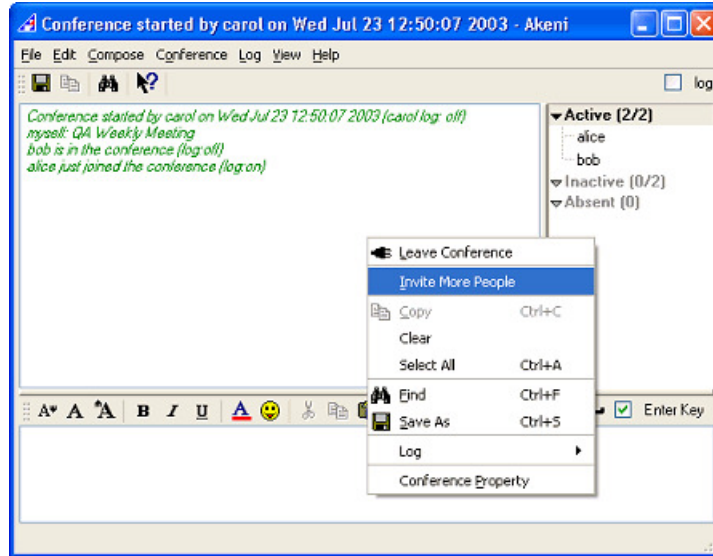 Conference started by carol on Wed Jul 23 12:50:07 2003 - Akeni
File Edit Compose Conference Log View Help
log
Conference started by carol on Wed Jul 23 12:50:07 2003 (carol log: off)
myself: QA Weekly Meeting
bob is in the conference (log:off)
alice just joined the conference (log:on)
Active (2/2)
alice
bob
Inactive (0/2)
Absent (0)
Leave Conference
Invite More People
Copy Ctrl+C
Clear
Select All Ctrl+A
Find Ctrl+F
Save As Ctrl+S
Log
Conference Property
A A A B I U A Enter Key